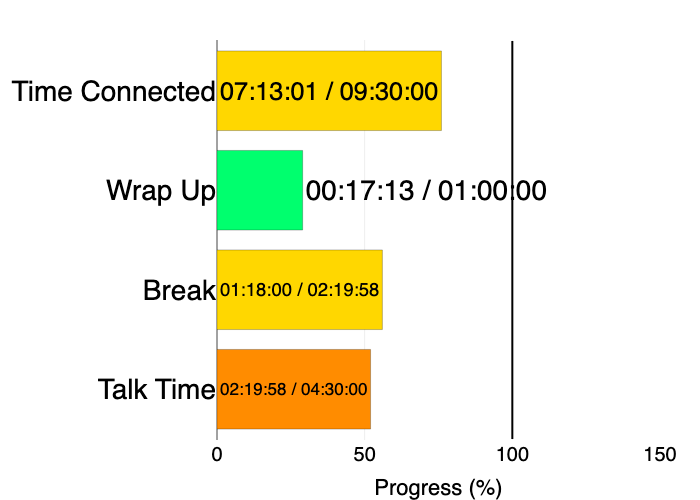 Time Connected 07:13:01 / 09:30:00
Wrap Up 00:17:13 / 01:00:00
Break 01:18:00 / 02:19:58
Talk Time 02:19:58 / 04:30:00
0 50 100 150
Progress (%)